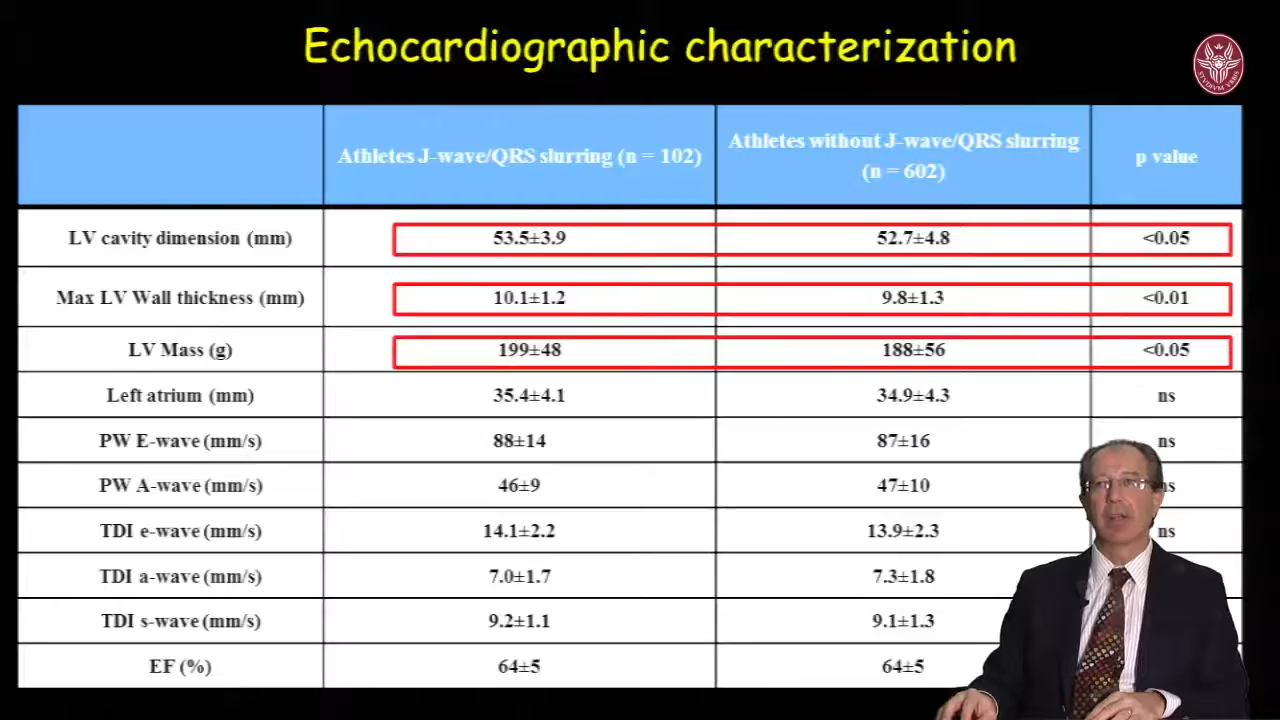 Echocardiographic characterization
STVDIVM VRBIS
Athletes J-wave/QRS slurring (n = 102)
Athletes without J-wave/QRS slurring
(n = 602)
p value
LV cavity dimension (mm) 53.5±3.9 52.7±4.8 <0.05
Max LV Wall thickness (mm) 10.1±1.2 9.8±1.3 <0.01
LV Mass (g) 199±48 188±56 <0.05
Left atrium (mm) 35.4±4.1 34.9±4.3 ns
PW E-wave (mm/s) 88±14 87±16 ns
PW A-wave (mm/s) 46±9 47±10 ns
TDI e-wave (mm/s) 14.1±2.2 13.9±2.3 ns
TDI a-wave (mm/s) 7.0±1.7 7.3±1.8
TDI s-wave (mm/s) 9.2±1.1 9.1±1.3
EF (%) 64±5 64±5